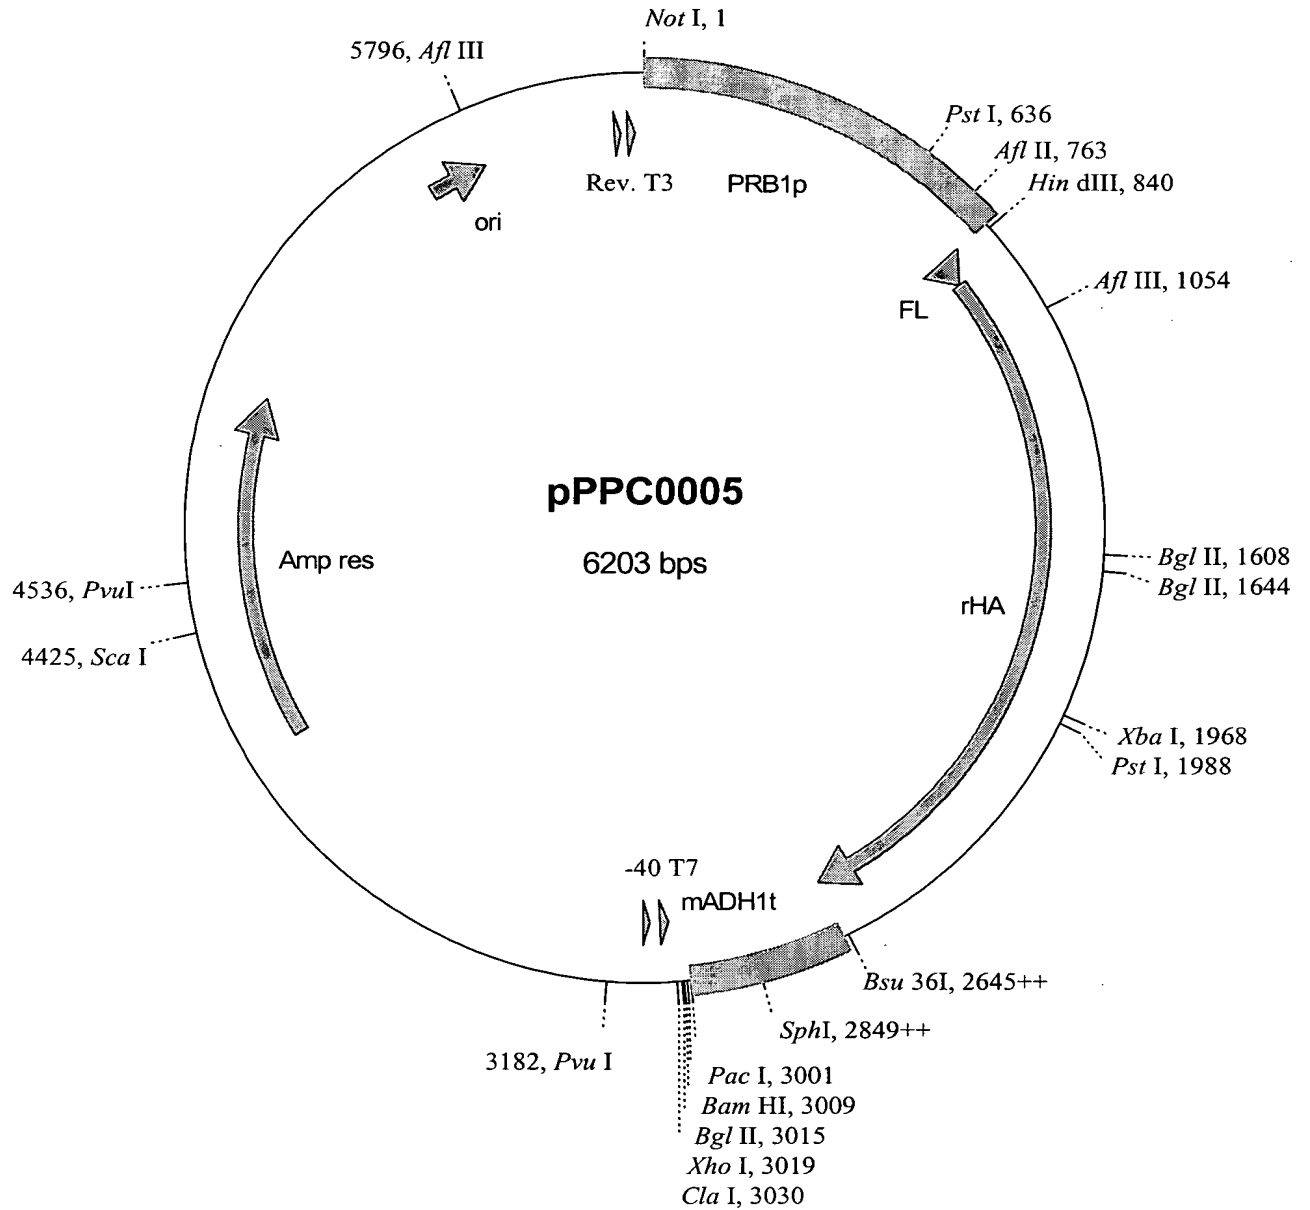 Not I, 1
5796, Afl III
Pst I, 636
Afl II, 763
Hin dIII, 840
Rev. T3
PRB1p
ori
Afl III, 1054
FL
pPPC0005
6203 bps
Amp res
Bgl II, 1608
Bgl II, 1644
4536, PvuI
rHA
4425, Sca I
Xba I, 1968
Pst I, 1988
-40 T7
mADH1t
Bsu 36I, 2645++
SphI, 2849++
3182, Pvu I
Pac I, 3001
Bam HI, 3009
Bgl II, 3015
Xho I, 3019
Cla I, 3030